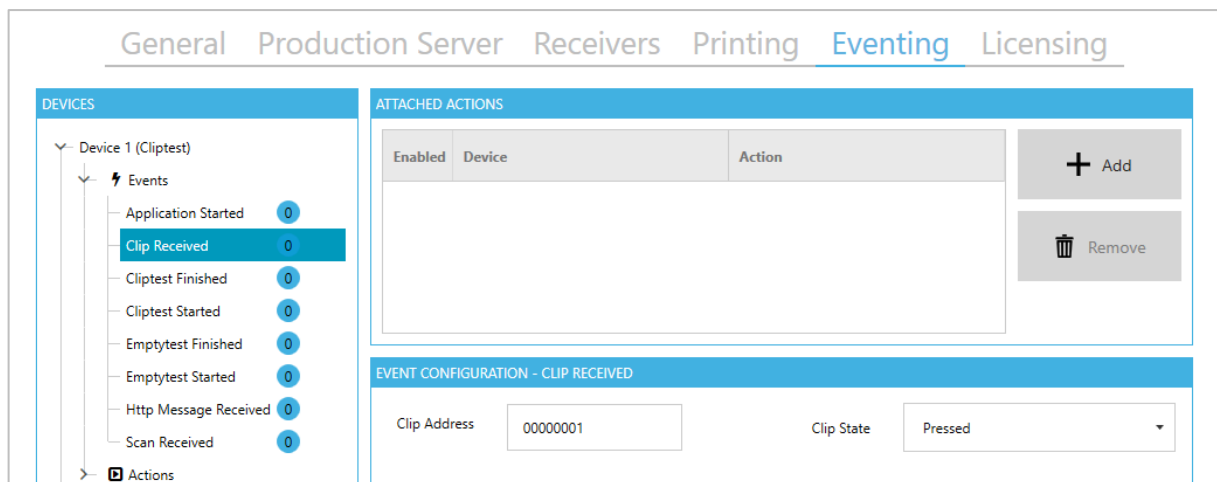 General Production Server Receivers Printing Eventing Licensing
DEVICES
Device 1 (Cliptest)
Events
Application Started 0
Clip Received 0
Cliptest Finished 0
Cliptest Started 0
Emptytest Finished 0
Emptytest Started 0
Http Message Received 0
Scan Received 0
Actions
ATTACHED ACTIONS
Enabled Device Action
Add
Remove
EVENT CONFIGURATION - CLIP RECEIVED
Clip Address 00000001 Clip State Pressed